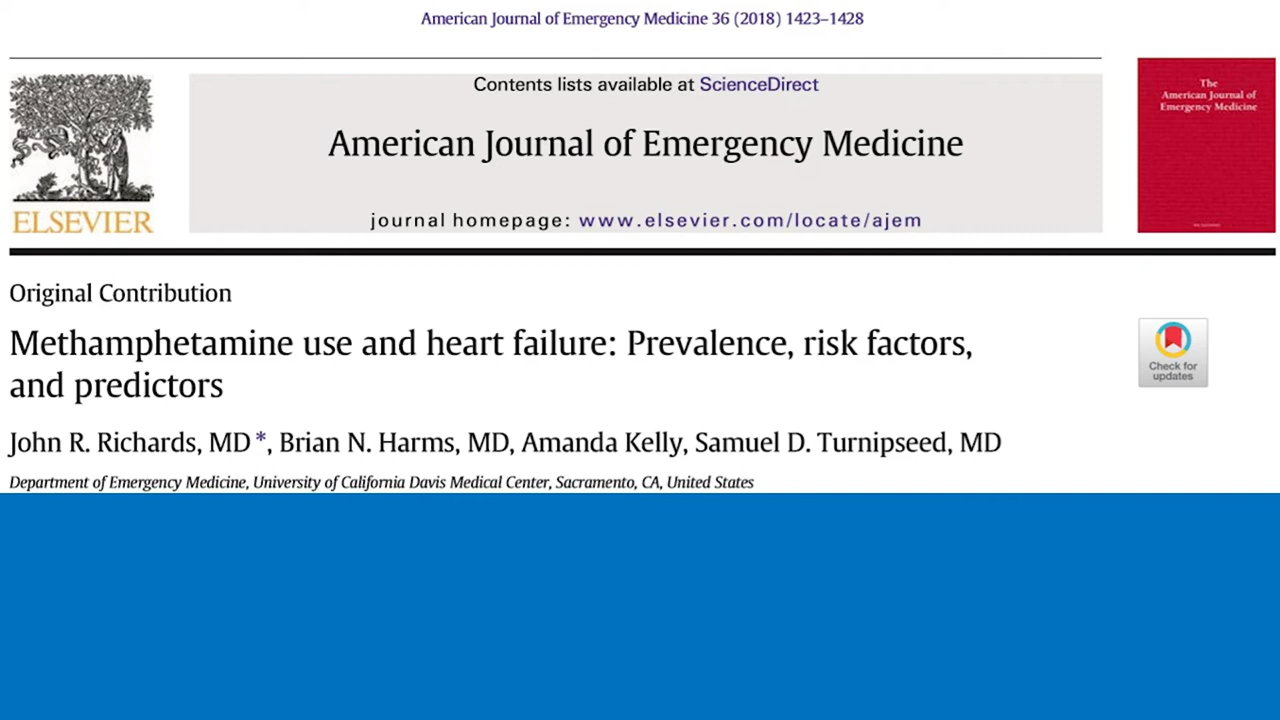 American Journal of Emergency Medicine 36 (2018) 1423–1428
Contents lists available at ScienceDirect
American Journal of Emergency Medicine
journal homepage: www.elsevier.com/locate/ajem
ELSEVIER
The
American Journal of
Emergency Medicine
Original Contribution
Methamphetamine use and heart failure: Prevalence, risk factors,
and predictors
Check for
updates
John R. Richards, MD *, Brian N. Harms, MD, Amanda Kelly, Samuel D. Turnipseed, MD
Department of Emergency Medicine, University of California Davis Medical Center, Sacramento, CA, United States